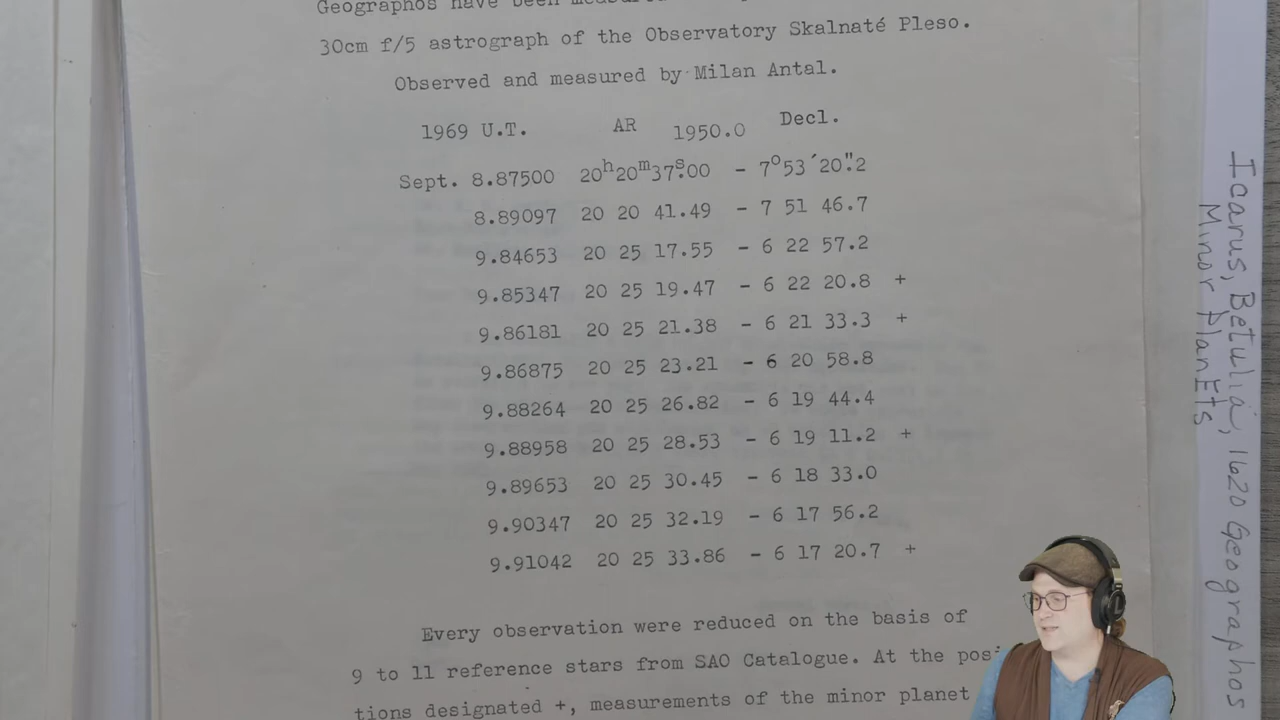 Geographos have been
30cm f/5 astrograph of the Observatory Skalnaté Pleso.
Observed and measured by Milan Antal.
1969 U.T. AR 1950.0 Decl.
Sept. 8.87500 20h20m37s.00 - 7°53´20".2
8.89097 20 20 41.49 - 7 51 46.7
9.84653 20 25 17.55 - 6 22 57.2
9.85347 20 25 19.47 - 6 22 20.8 +
9.86181 20 25 21.38 - 6 21 33.3 +
9.86875 20 25 23.21 - 6 20 58.8
9.88264 20 25 26.82 - 6 19 44.4
9.88958 20 25 28.53 - 6 19 11.2 +
9.89653 20 25 30.45 - 6 18 33.0
9.90347 20 25 32.19 - 6 17 56.2
9.91042 20 25 33.86 - 6 17 20.7 +
Every observation were reduced on the basis of
9 to 11 reference stars from SAO Catalogue. At the posi
tions designated +, measurements of the minor planet
Icarus, Betulia, 1620 Geographos
Minor PlanEts